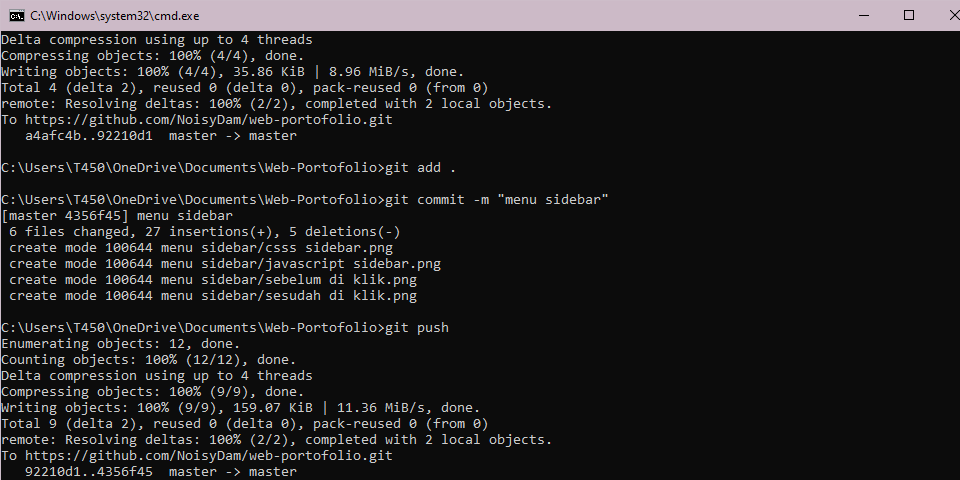 C:\Windows\system32\cmd.exe
Delta compression using up to 4 threads
Compressing objects: 100% (4/4), done.
Writing objects: 100% (4/4), 35.86 KiB | 8.96 MiB/s, done.
Total 4 (delta 2), reused 0 (delta 0), pack-reused 0 (from 0)
remote: Resolving deltas: 100% (2/2), completed with 2 local objects.
To https://github.com/NoisyDam/web-portofolio.git
   a4afc4b..92210d1  master -> master
C:\Users\T450\OneDrive\Documents\Web-Portofolio>git add .
C:\Users\T450\OneDrive\Documents\Web-Portofolio>git commit -m "menu sidebar"
[master 4356f45] menu sidebar
 6 files changed, 27 insertions(+), 5 deletions(-)
 create mode 100644 menu sidebar/csss sidebar.png
 create mode 100644 menu sidebar/javascript sidebar.png
 create mode 100644 menu sidebar/sebelum di klik.png
 create mode 100644 menu sidebar/sesudah di klik.png
C:\Users\T450\OneDrive\Documents\Web-Portofolio>git push
Enumerating objects: 12, done.
Counting objects: 100% (12/12), done.
Delta compression using up to 4 threads
Compressing objects: 100% (9/9), done.
Writing objects: 100% (9/9), 159.07 KiB | 11.36 MiB/s, done.
Total 9 (delta 2), reused 0 (delta 0), pack-reused 0 (from 0)
remote: Resolving deltas: 100% (2/2), completed with 2 local objects.
To https://github.com/NoisyDam/web-portofolio.git
   92210d1..4356f45  master -> master